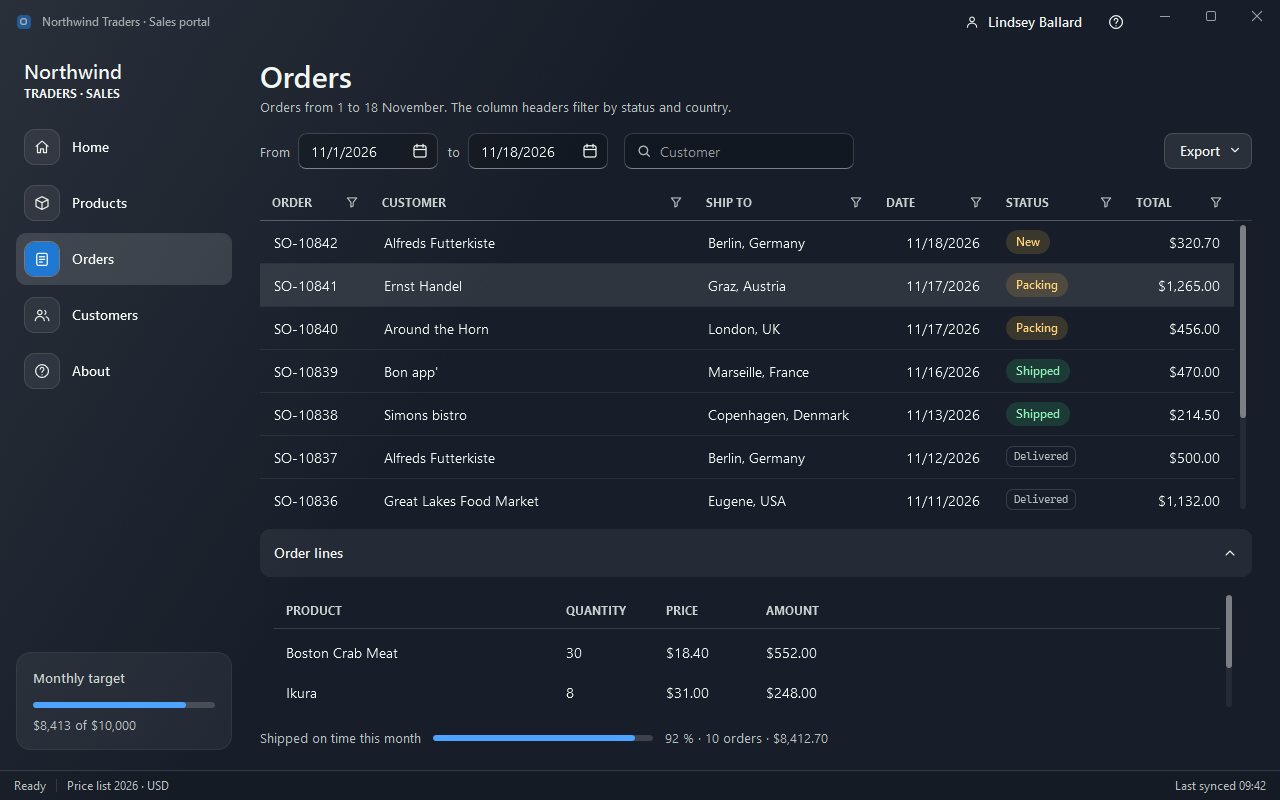 Northwind Traders · Sales portal
Lindsey Ballard
Northwind
TRADERS · SALES
Home
Products
Orders
Customers
About
Monthly target
$8,413 of $10,000
Orders
Orders from 1 to 18 November. The column headers filter by status and country.
From 11/1/2026 to 11/18/2026 Customer Export
ORDER CUSTOMER SHIP TO DATE STATUS TOTAL
SO-10842 Alfreds Futterkiste Berlin, Germany 11/18/2026 New $320.70
SO-10841 Ernst Handel Graz, Austria 11/17/2026 Packing $1,265.00
SO-10840 Around the Horn London, UK 11/17/2026 Packing $456.00
SO-10839 Bon app' Marseille, France 11/16/2026 Shipped $470.00
SO-10838 Simons bistro Copenhagen, Denmark 11/13/2026 Shipped $214.50
SO-10837 Alfreds Futterkiste Berlin, Germany 11/12/2026 Delivered $500.00
SO-10836 Great Lakes Food Market Eugene, USA 11/11/2026 Delivered $1,132.00
Order lines
PRODUCT QUANTITY PRICE AMOUNT
Boston Crab Meat 30 $18.40 $552.00
Ikura 8 $31.00 $248.00
Shipped on time this month 92 % · 10 orders · $8,412.70
Ready Price list 2026 · USD Last synced 09:42